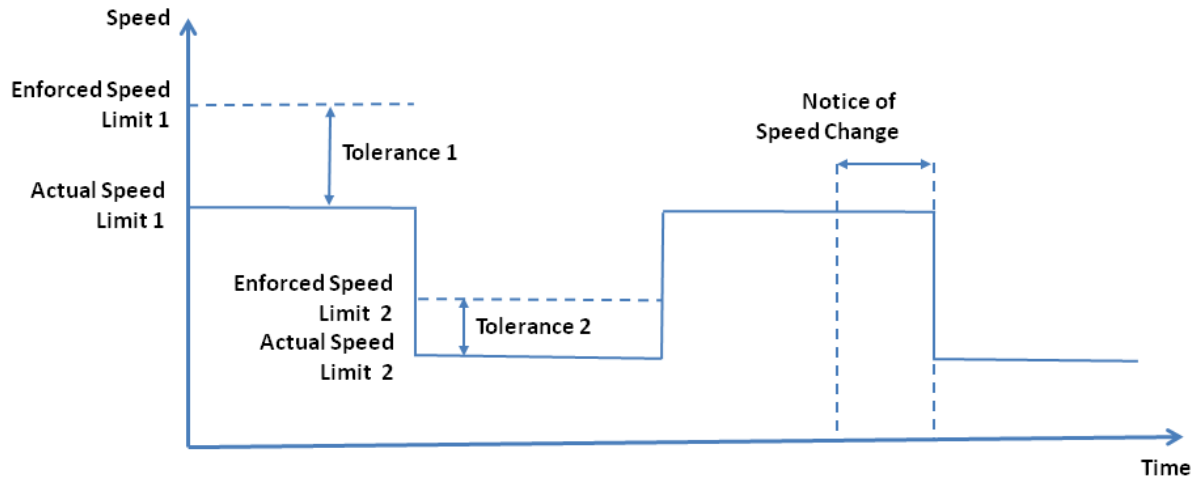 Speed
Enforced Speed
Limit 1
Notice of
Speed Change
Tolerance 1
Actual Speed
Limit 1
Enforced Speed
Limit 2
Tolerance 2
Actual Speed
Limit 2
Time